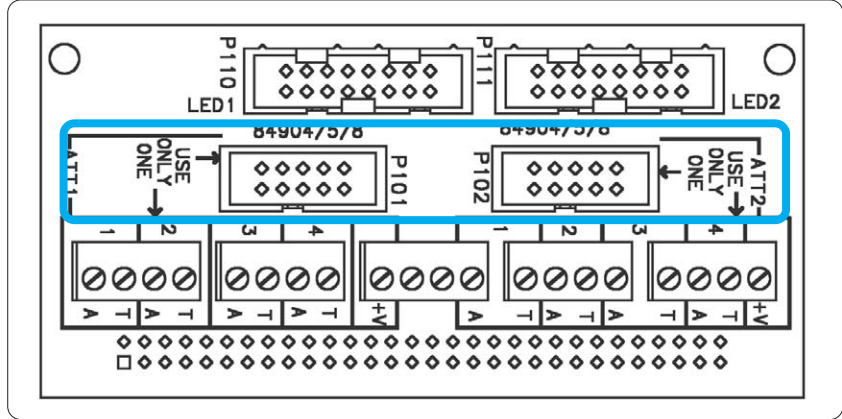 P110
P111
LED1
LED2
84904/5/8
84904/5/8
ATT1
USE
ONLY
ONE
P101
P102
USE
ONLY
ONE
ATT2
1 2 3 4 1 2 3 4
A T A T A T A T +V A T A T A T A T +V